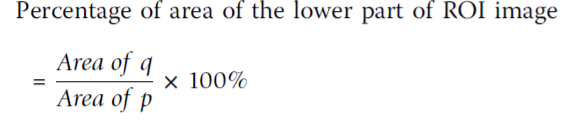 Percentage of area of the lower part of ROI image
= Area of q / Area of p × 100%